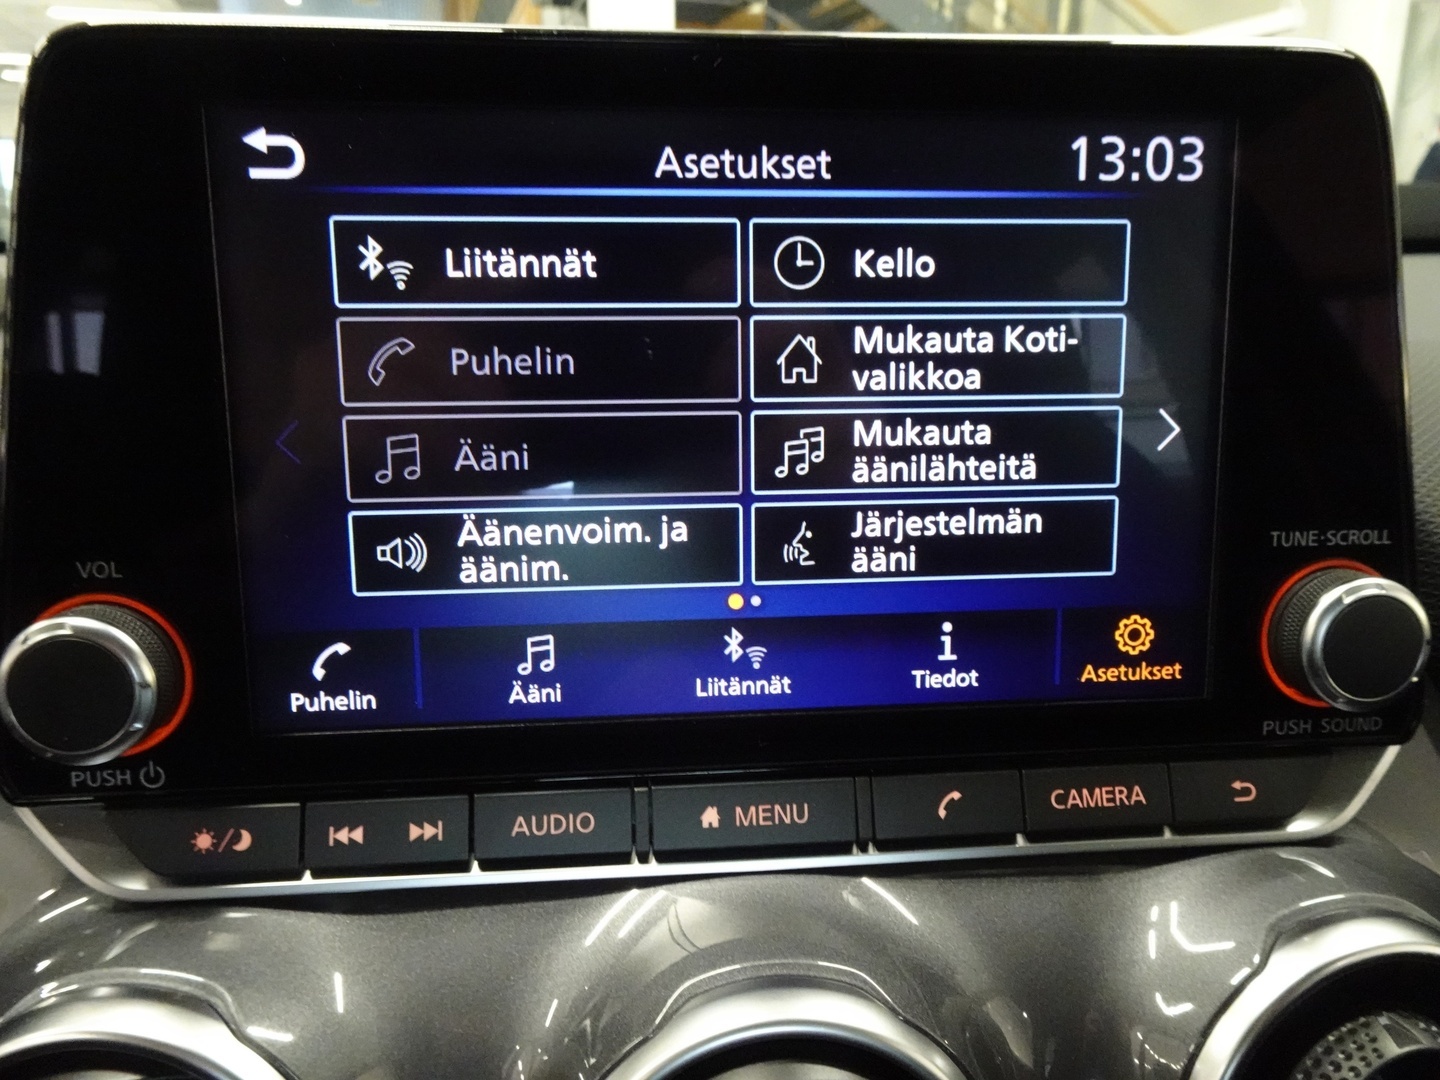 Asetukset
13:03
Liitännät
Kello
Puhelin
Mukauta Koti-
valikkoa
Ääni
Mukauta
äänilähteitä
Äänenvoim. ja
äänim.
Järjestelmän
ääni
Puhelin
Ääni
Liitännät
Tiedot
Asetukset
VOL
PUSH
TUNE·SCROLL
PUSH SOUND
AUDIO
MENU
CAMERA